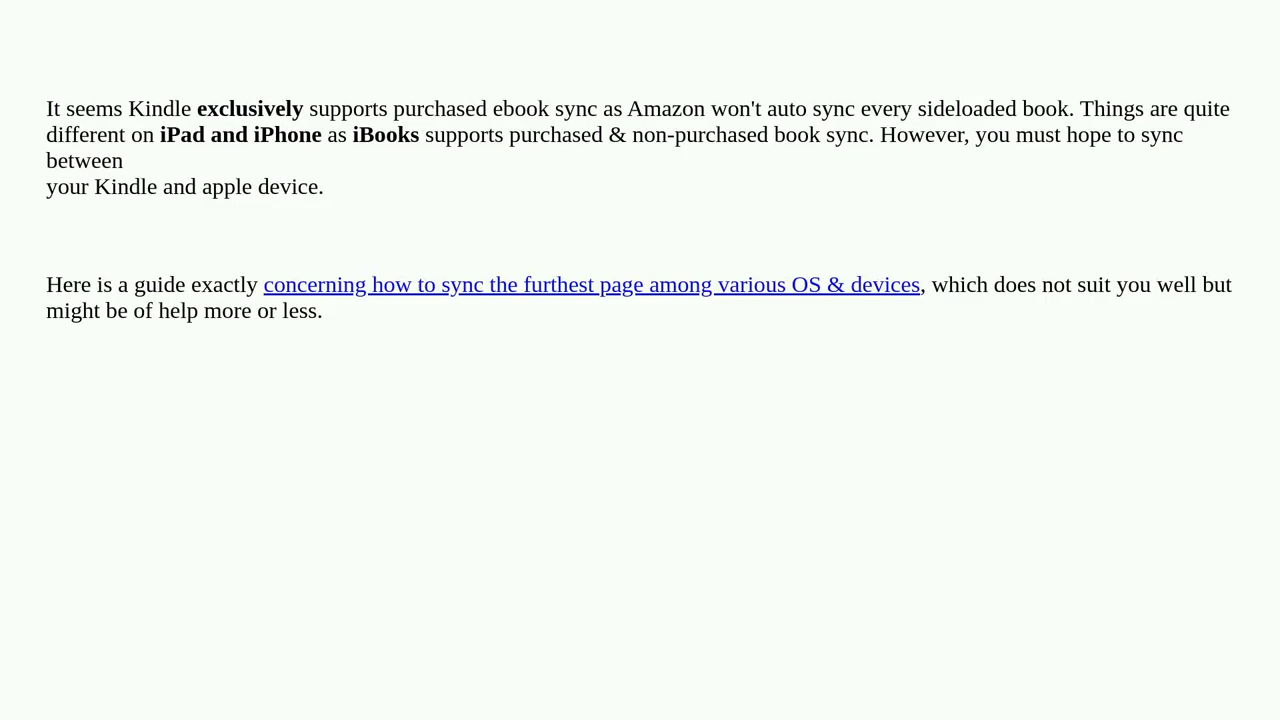 It seems Kindle exclusively supports purchased ebook sync as Amazon won't auto sync every sideloaded book. Things are quite
different on iPad and iPhone as iBooks supports purchased & non-purchased book sync. However, you must hope to sync
between
your Kindle and apple device.
Here is a guide exactly concerning how to sync the furthest page among various OS & devices, which does not suit you well but
might be of help more or less.